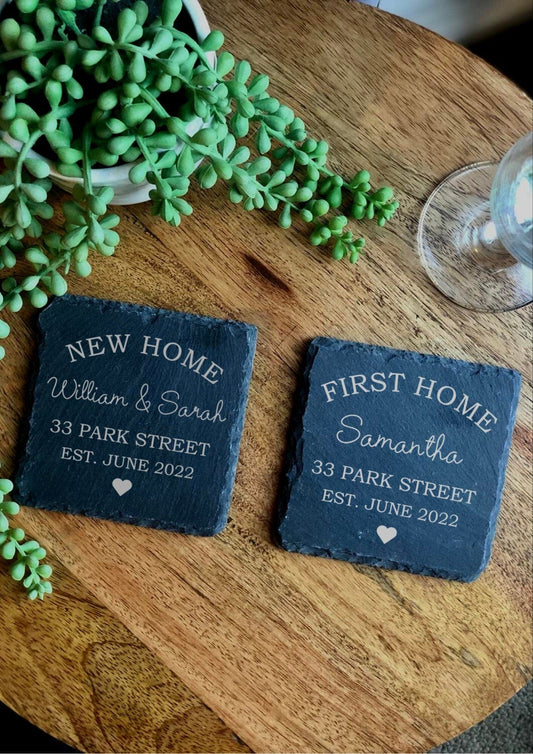 NEW HOME
William & Sarah
33 PARK STREET
EST. JUNE 2022
FIRST HOME
Samantha
33 PARK STREET
EST. JUNE 2022